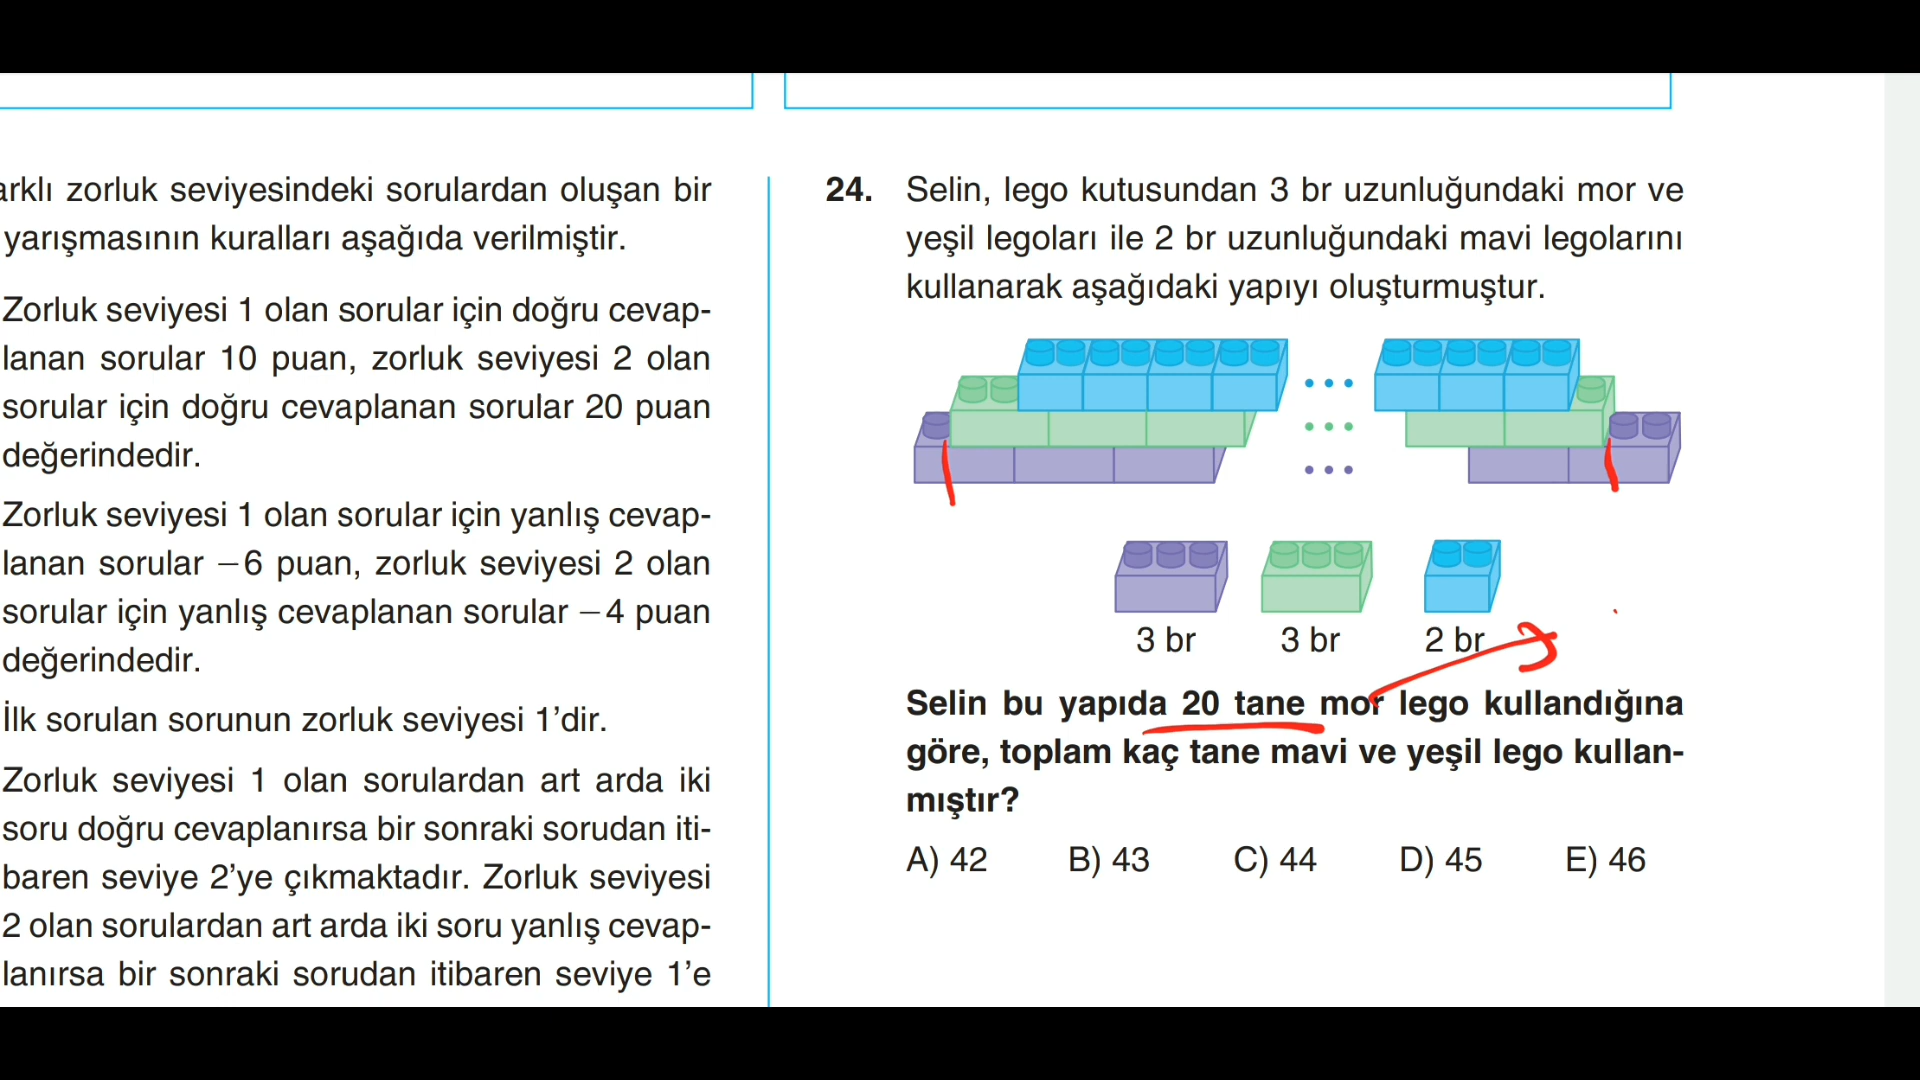 arklı zorluk seviyesindeki sorulardan oluşan bir
yarışmasının kuralları aşağıda verilmiştir.
Zorluk seviyesi 1 olan sorular için doğru cevap-
lanan sorular 10 puan, zorluk seviyesi 2 olan
sorular için doğru cevaplanan sorular 20 puan
değerindedir.
Zorluk seviyesi 1 olan sorular için yanlış cevap-
lanan sorular –6 puan, zorluk seviyesi 2 olan
sorular için yanlış cevaplanan sorular –4 puan
değerindedir.
İlk sorulan sorunun zorluk seviyesi 1’dir.
Zorluk seviyesi 1 olan sorulardan art arda iki
soru doğru cevaplanırsa bir sonraki sorudan iti-
baren seviye 2’ye çıkmaktadır. Zorluk seviyesi
2 olan sorulardan art arda iki soru yanlış cevap-
lanırsa bir sonraki sorudan itibaren seviye 1’e
24. Selin, lego kutusundan 3 br uzunluğundaki mor ve
yeşil legoları ile 2 br uzunluğundaki mavi legolarını
kullanarak aşağıdaki yapıyı oluşturmuştur.
3 br 3 br 2 br
Selin bu yapıda 20 tane mor lego kullandığına
göre, toplam kaç tane mavi ve yeşil lego kullan-
mıştır?
A) 42 B) 43 C) 44 D) 45 E) 46